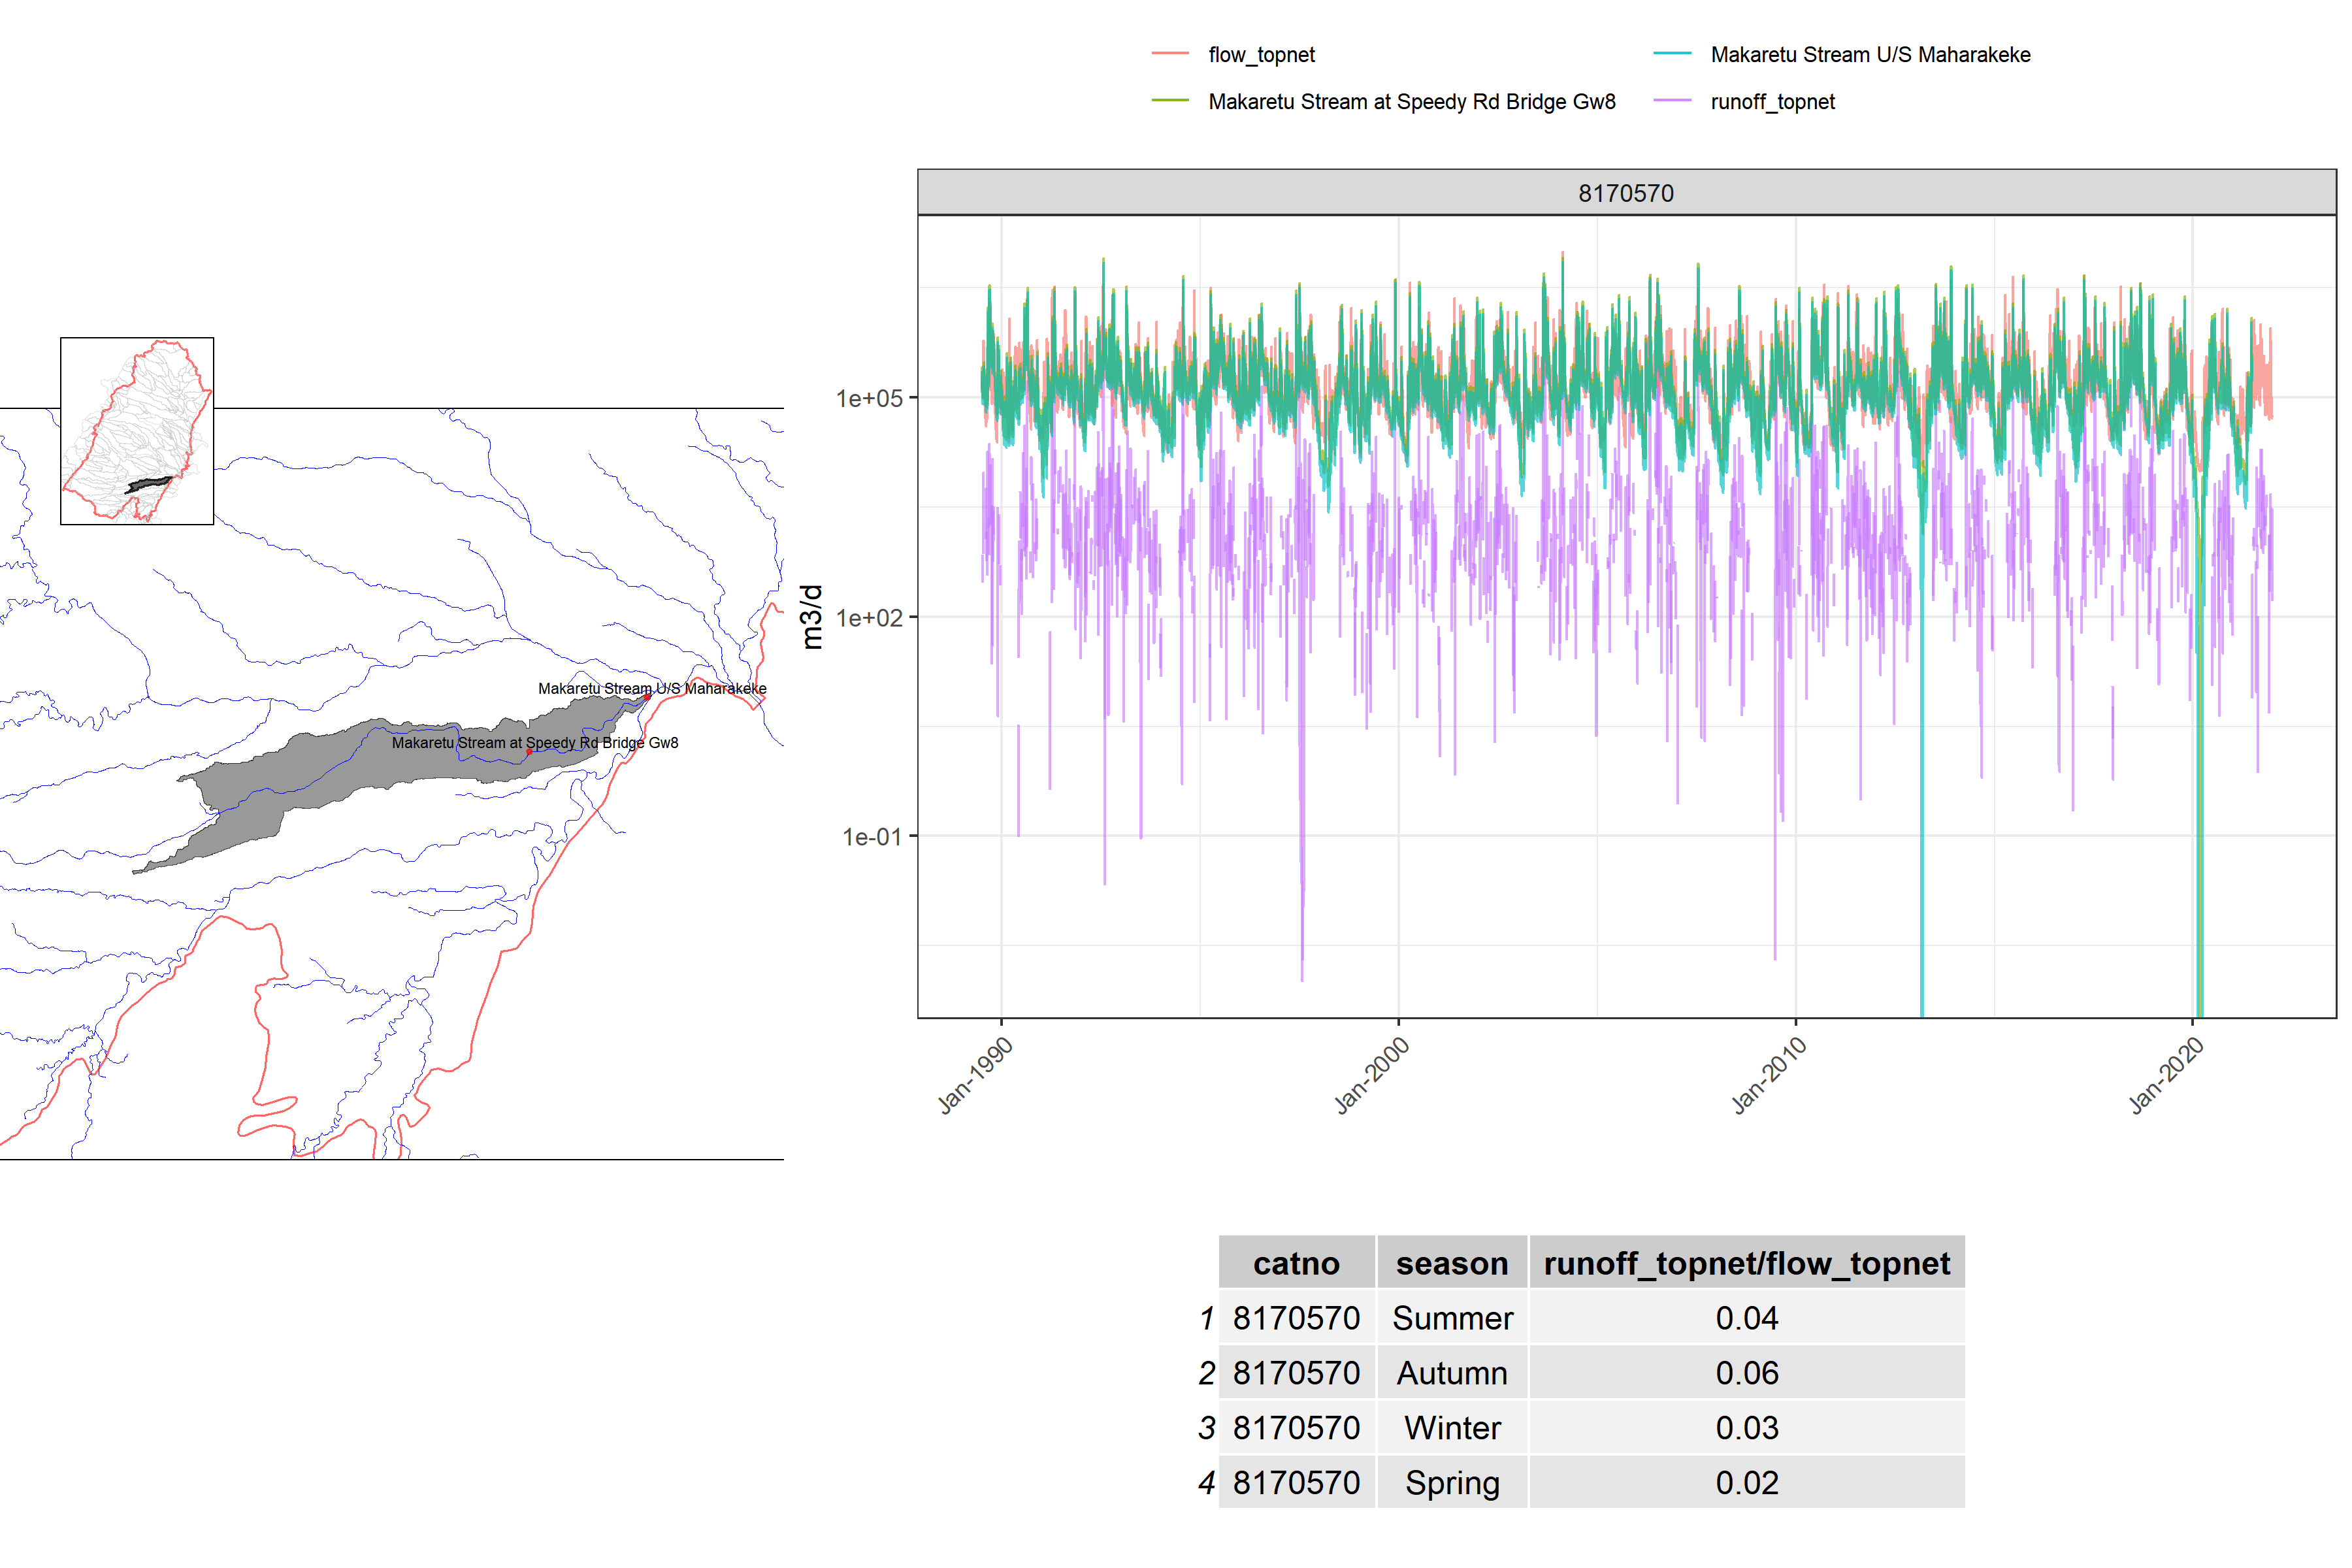 flow_topnet
Makaretu Stream U/S Maharakeke
Makaretu Stream at Speedy Rd Bridge Gw8
runoff_topnet
8170570
m3/d
1e+05
1e+02
1e-01
Jan-1990
Jan-2000
Jan-2010
Jan-2020
Makaretu Stream U/S Maharakeke
Makaretu Stream at Speedy Rd Bridge Gw8
catno season runoff_topnet/flow_topnet
1 8170570 Summer 0.04
2 8170570 Autumn 0.06
3 8170570 Winter 0.03
4 8170570 Spring 0.02